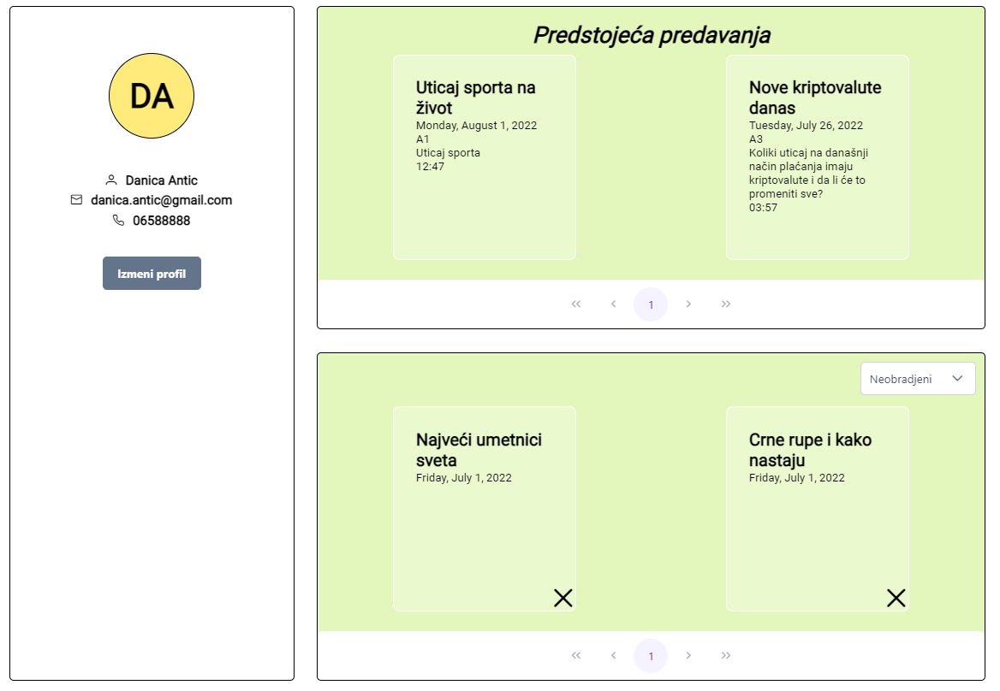 DA
Danica Antic
danica.antic@gmail.com
06588888
Izmeni profil
Predstojeća predavanja
Uticaj sporta na
život
Monday, August 1, 2022
A1
Uticaj sporta
12:47
Nove kriptovalute
danas
Tuesday, July 26, 2022
A3
Koliki uticaj na današnji
način plaćanja imaju
kriptovalute i da li će to
promeniti sve?
03:57
1
Neobradjeni
Najveći umetnici
sveta
Friday, July 1, 2022
Crne rupe i kako
nastaju
Friday, July 1, 2022
1